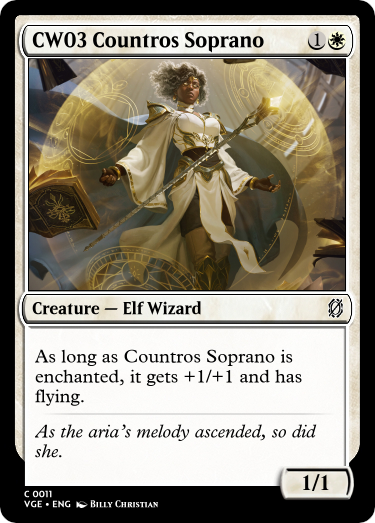 CW03 Countros Soprano 1
Creature — Elf Wizard
As long as Countros Soprano is
enchanted, it gets +1/+1 and has
flying.
As the aria's melody ascended, so did
she.
1/1
C 0011
VGE • ENG Billy Christian